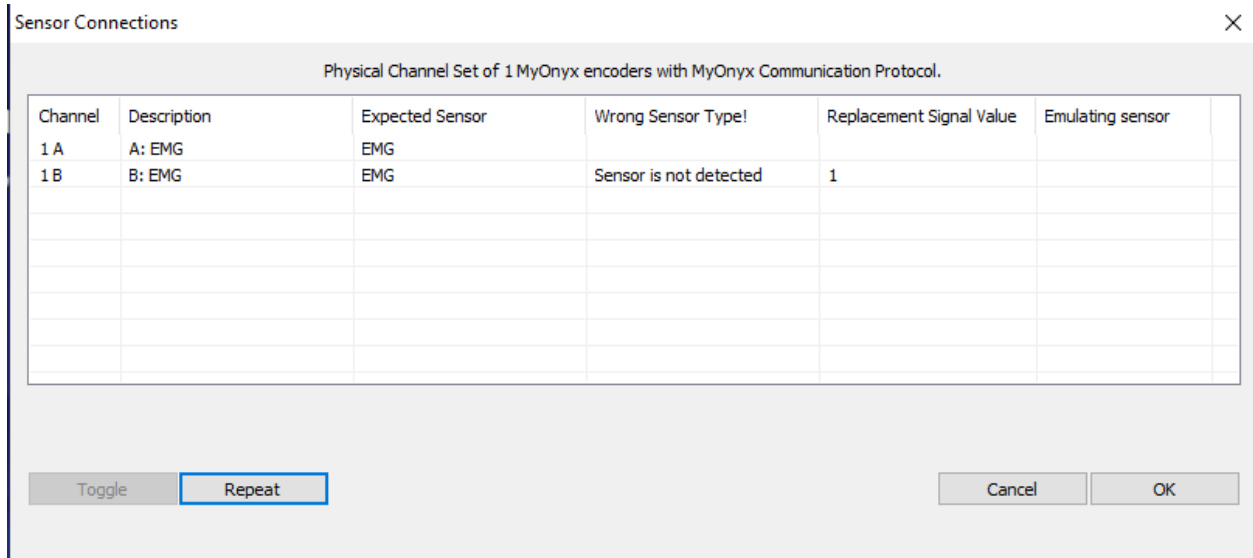 Sensor Connections
Physical Channel Set of 1 MyOnyx encoders with MyOnyx Communication Protocol.
Channel Description Expected Sensor Wrong Sensor Type! Replacement Signal Value Emulating sensor
1 A A: EMG EMG
1 B B: EMG EMG Sensor is not detected 1
Toggle Repeat Cancel OK